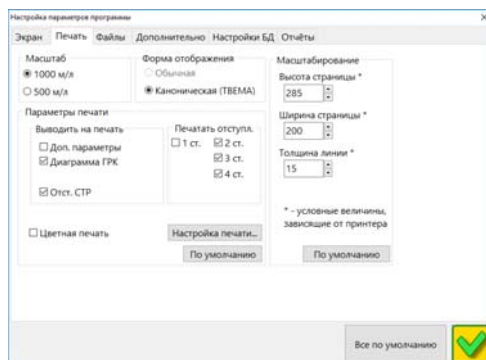 Настройка параметров программы
Экран Печать Файлы Дополнительно Настройки БД Отчёты
Масштаб
1000 м/л
500 м/л
Форма отображения
Обычная
Каноническая (ТВЕМА)
Параметры печати
Выводить на печать
Доп. параметры
Диаграмма ГРК
Отст. СТР
Печатать отступл.
1 ст. 2 ст.
3 ст.
4 ст.
Цветная печать
Настройка печати...
По умолчанию
Масштабирование
Высота страницы *
285
Ширина страницы *
200
Толщина линии *
15
* - условные величины,
зависящие от принтера
По умолчанию
Все по умолчанию